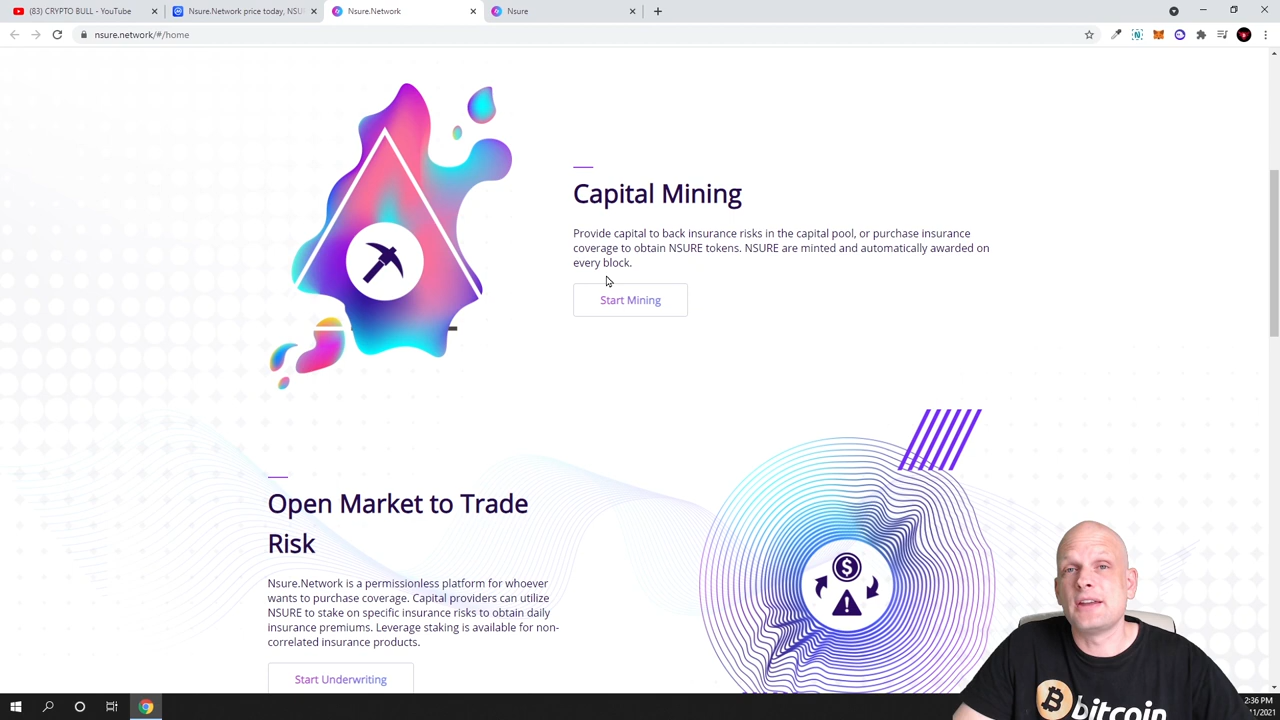 (83) CRYPTO BULL - YouTube
Nsure.Network price today, NSU
Nsure.Network
Nsure
nsure.network/#/home
Capital Mining
Provide capital to back insurance risks in the capital pool, or purchase insurance
coverage to obtain NSURE tokens. NSURE are minted and automatically awarded on
every block.
Start Mining
Open Market to Trade
Risk
Nsure.Network is a permissionless platform for whoever
wants to purchase coverage. Capital providers can utilize
NSURE to stake on specific insurance risks to obtain daily
insurance premiums. Leverage staking is available for non-
correlated insurance products.
Start Underwriting
bitcoin
2:36 PM
11/2021